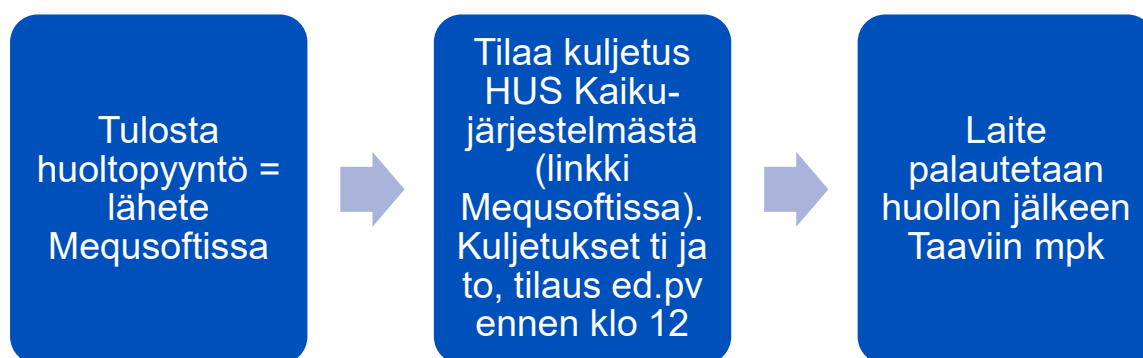 Tulosta
huoltopyyntö =
lähete
Mequsoftissa
Tilaa kuljetus
HUS Kaiku-
järjestelmästä
(linkki
Mequsoftissa).
Kuljetukset ti ja
to, tilaus ed.pv
ennen klo 12
Laite
palautetaan
huollon jälkeen
Taaviin mpk